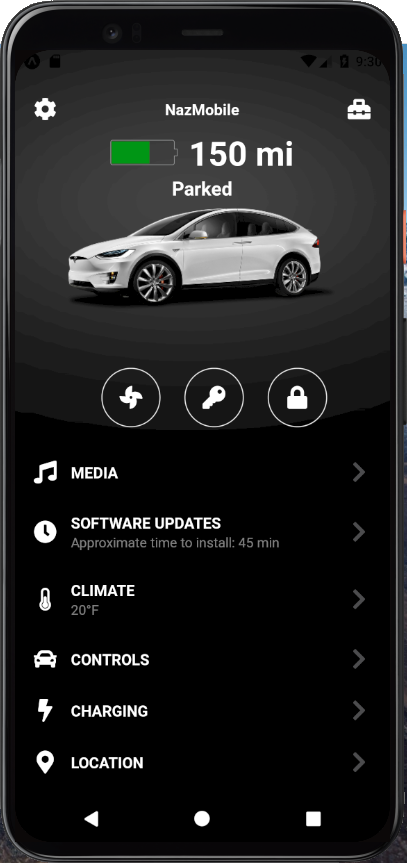 9:30
NazMobile
150 mi
Parked
MEDIA
SOFTWARE UPDATES
Approximate time to install: 45 min
CLIMATE
20°F
CONTROLS
CHARGING
LOCATION